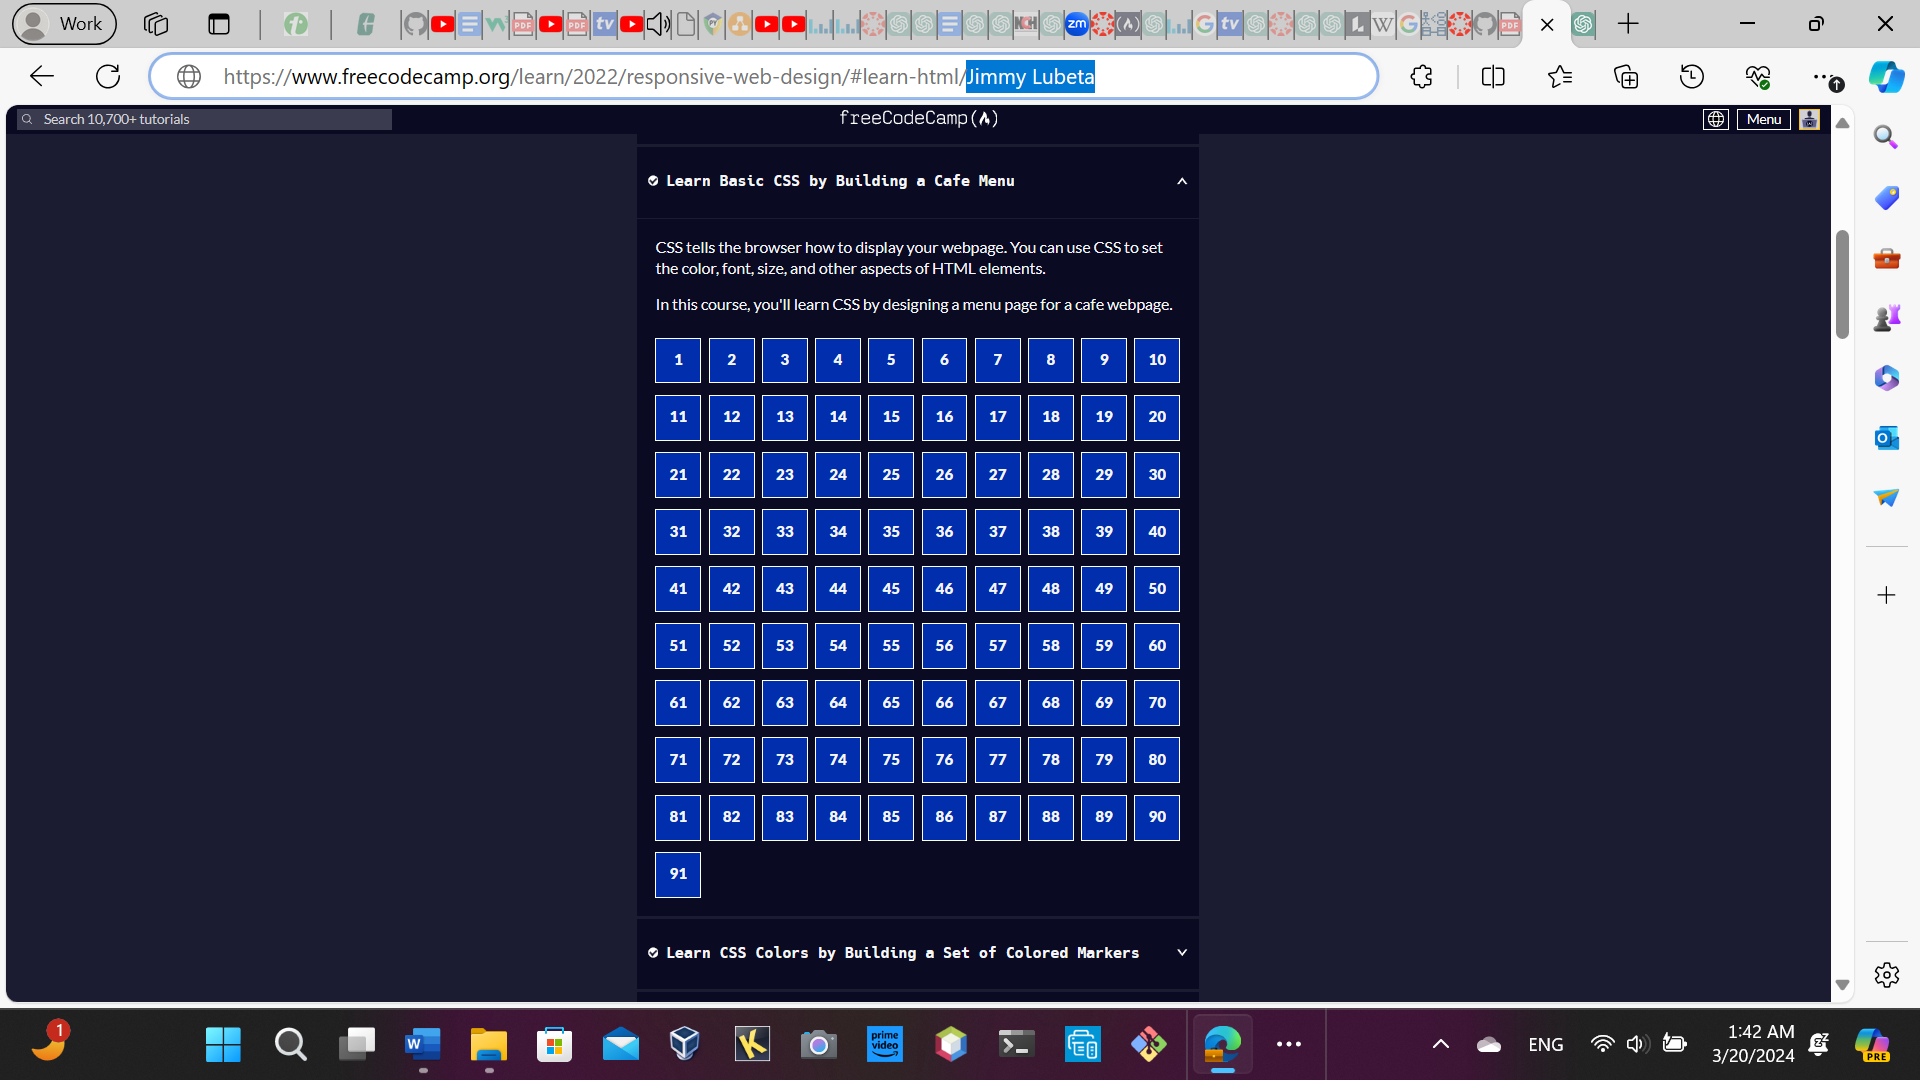 Work
https://www.freecodecamp.org/learn/2022/responsive-web-design/#learn-html/Jimmy Lubeta
Search 10,700+ tutorials
freeCodeCamp(🔥)
Menu
Learn Basic CSS by Building a Cafe Menu
CSS tells the browser how to display your webpage. You can use CSS to set
the color, font, size, and other aspects of HTML elements.
In this course, you'll learn CSS by designing a menu page for a cafe webpage.
1 2 3 4 5 6 7 8 9 10
11 12 13 14 15 16 17 18 19 20
21 22 23 24 25 26 27 28 29 30
31 32 33 34 35 36 37 38 39 40
41 42 43 44 45 46 47 48 49 50
51 52 53 54 55 56 57 58 59 60
61 62 63 64 65 66 67 68 69 70
71 72 73 74 75 76 77 78 79 80
81 82 83 84 85 86 87 88 89 90
91
Learn CSS Colors by Building a Set of Colored Markers
1
prime
video
ENG
1:42 AM
3/20/2024
PRE